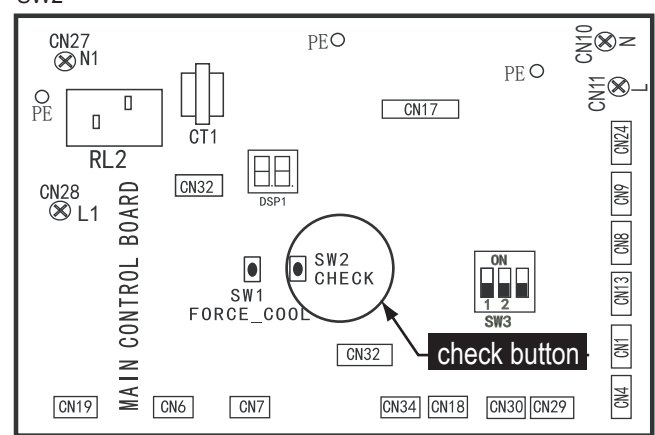 SW2
CN27
N1
PE
PE
PE
CN10
N
CN11
L
RL2
CT1
CN17
CN24
CN28
L1
CN32
DSP1
CN9
MAIN CONTROL BOARD
CN8
SW1
FORCE_COOL
SW2
CHECK
ON
1 2
SW3
CN13
CN32
check button
CN1
CN19
CN6
CN7
CN34
CN18
CN30
CN29
CN4